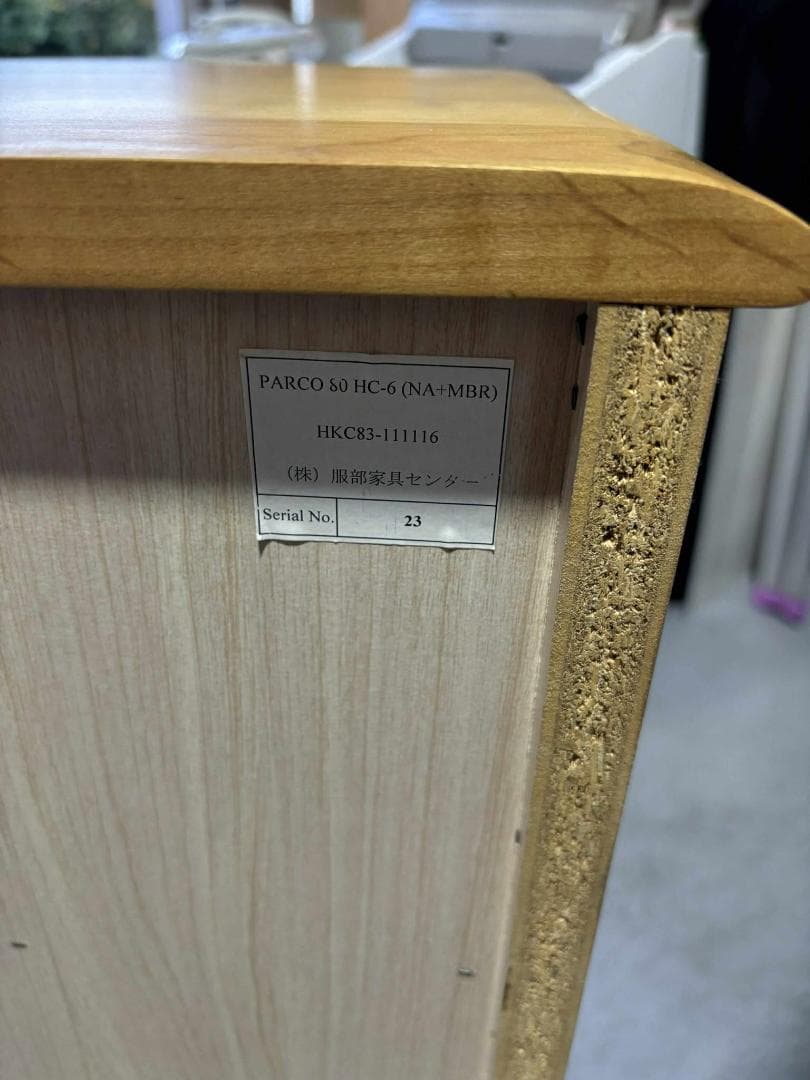 PARCO 80 HC-6 (NA+MBR)
HKC83-111116
(株)服部家具センター
Serial No. 23